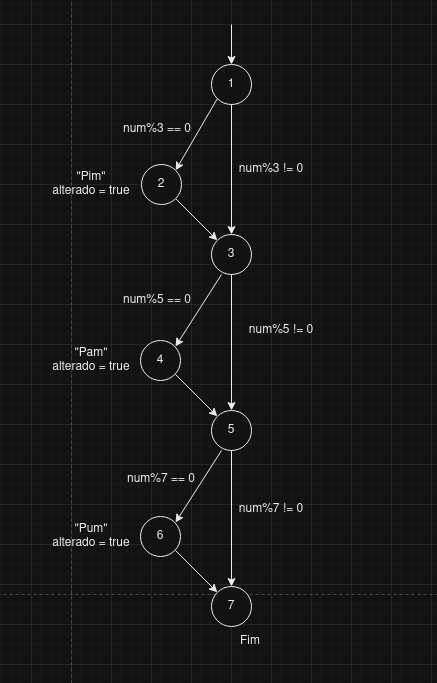 1
num%3 == 0
num%3 != 0
"Pim"
alterado = true
2
3
num%5 == 0
num%5 != 0
"Pam"
alterado = true
4
5
num%7 == 0
num%7 != 0
"Pum"
alterado = true
6
7
Fim